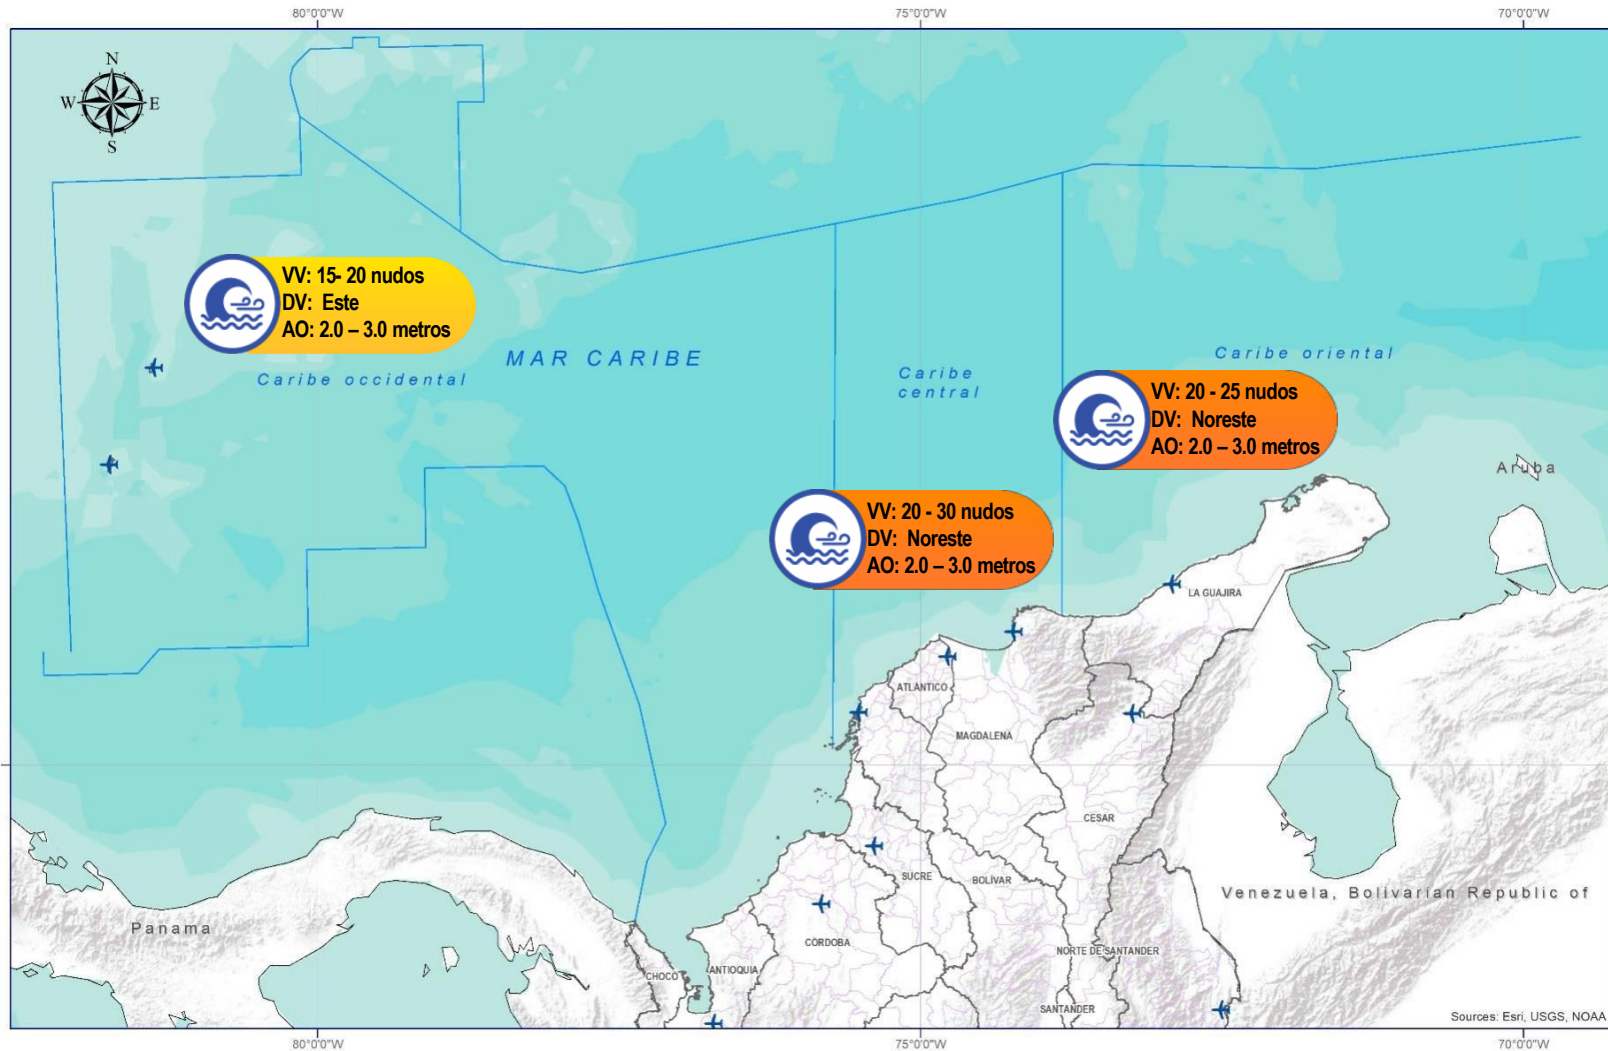 80°0'0"W
75°0'0"W
70°0'0"W
N
W
E
S
VV: 15- 20 nudos
DV: Este
AO: 2.0 – 3.0 metros
MAR CARIBE
Caribe occidental
Caribe
central
Caribe oriental
VV: 20 - 25 nudos
DV: Noreste
AO: 2.0 – 3.0 metros
Aruba
VV: 20 - 30 nudos
DV: Noreste
AO: 2.0 – 3.0 metros
LA GUAJIRA
ATLÁNTICO
MAGDALENA
CESAR
SUCRE
BOLÍVAR
Venezuela, Bolivarian Republic of
Panama
CÓRDOBA
NORTE DE SANTANDER
CHOCÓ
ANTIOQUIA
SANTANDER
Sources: Esri, USGS, NOAA
80°0'0"W
75°0'0"W
70°0'0"W